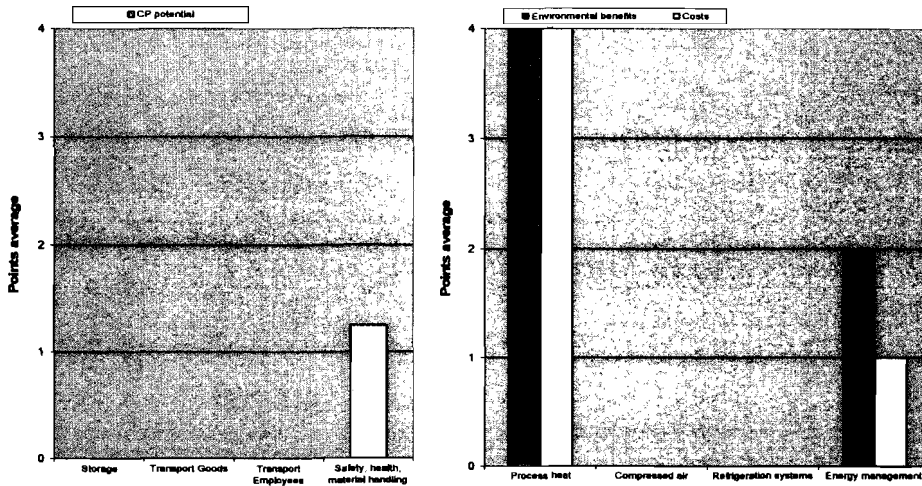 CP potential
4
3
2
1
0
Points average
Storage
Transport Goods
Transport
Employees
Safety, health,
material handling
Environmental benefits
Costs
4
3
2
1
0
Points average
Process heat
Compressed air
Refrigeration systems
Energy management